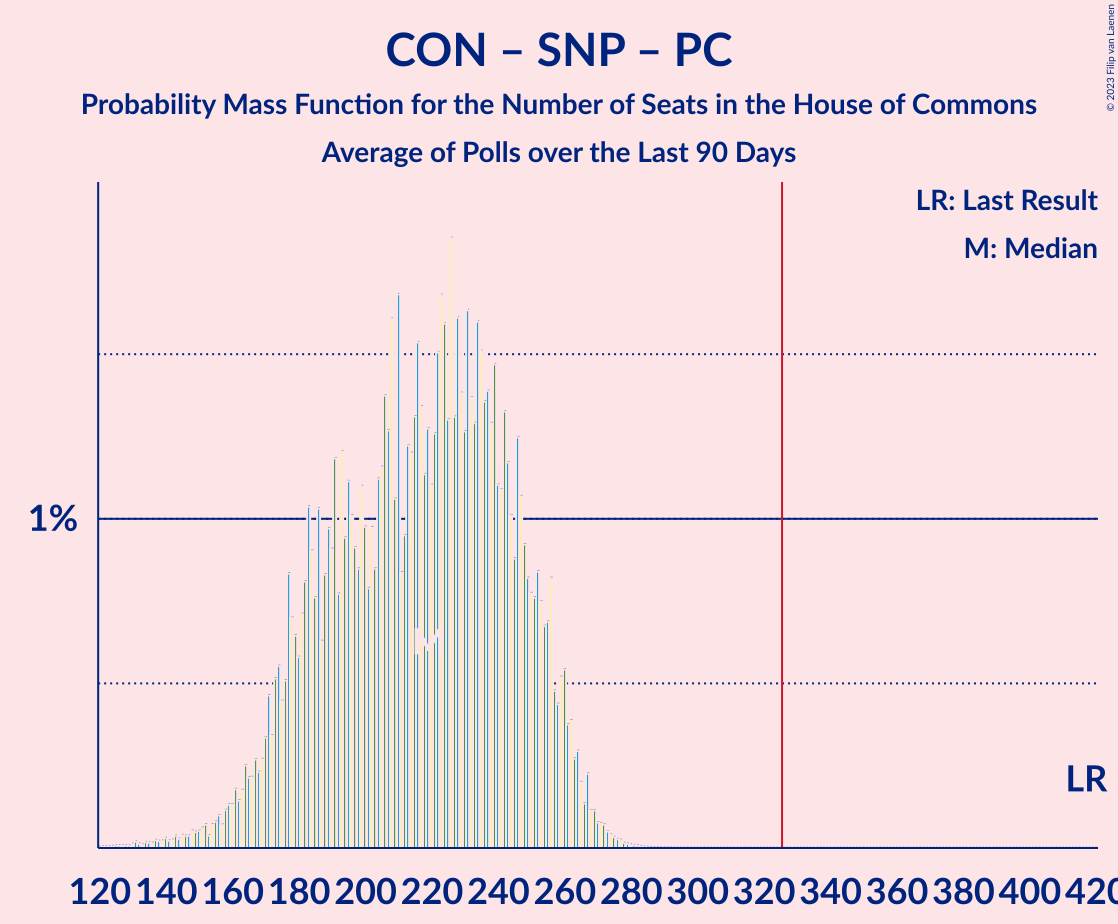 CON – SNP – PC
Probability Mass Function for the Number of Seats in the House of Commons
Average of Polls over the Last 90 Days
© 2023 Filip van Laenen
LR: Last Result
M: Median
1%
M
LR
120 140 160 180 200 220 240 260 280 300 320 340 360 380 400 420